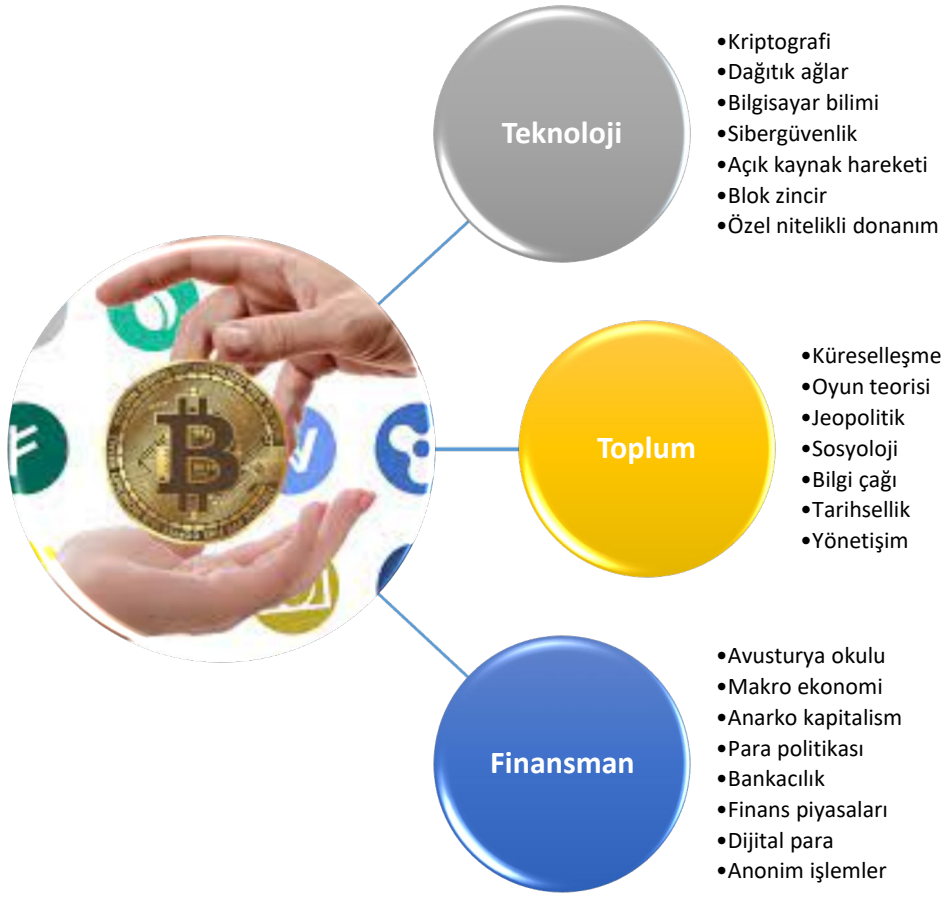 Teknoloji
•Kriptografi
•Dağıtık ağlar
•Bilgisayar bilimi
•Sibergüvenlik
•Açık kaynak hareketi
•Blok zincir
•Özel nitelikli donanım
Toplum
•Küreselleşme
•Oyun teorisi
•Jeopolitik
•Sosyoloji
•Bilgi çağı
•Tarihsellik
•Yönetişim
Finansman
•Avusturya okulu
•Makro ekonomi
•Anarko kapitalism
•Para politikası
•Bankacılık
•Finans piyasaları
•Dijital para
•Anonim işlemler